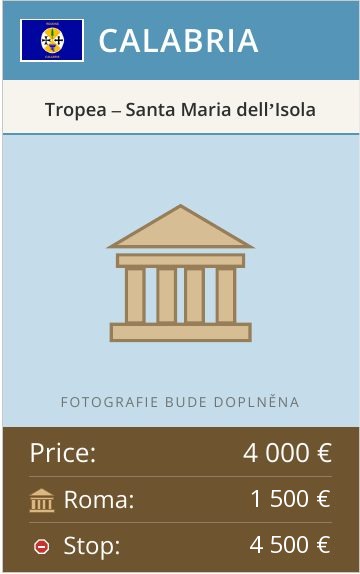 CALABRIA
Tropea – Santa Maria dell’Isola
FOTOGRAFIE BUDE DOPLNĚNA
Price: 4 000 €
Roma: 1 500 €
Stop: 4 500 €